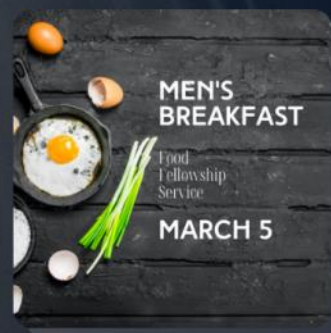 MEN'S
BREAKFAST
Food
Fellowship
Service
MARCH 5